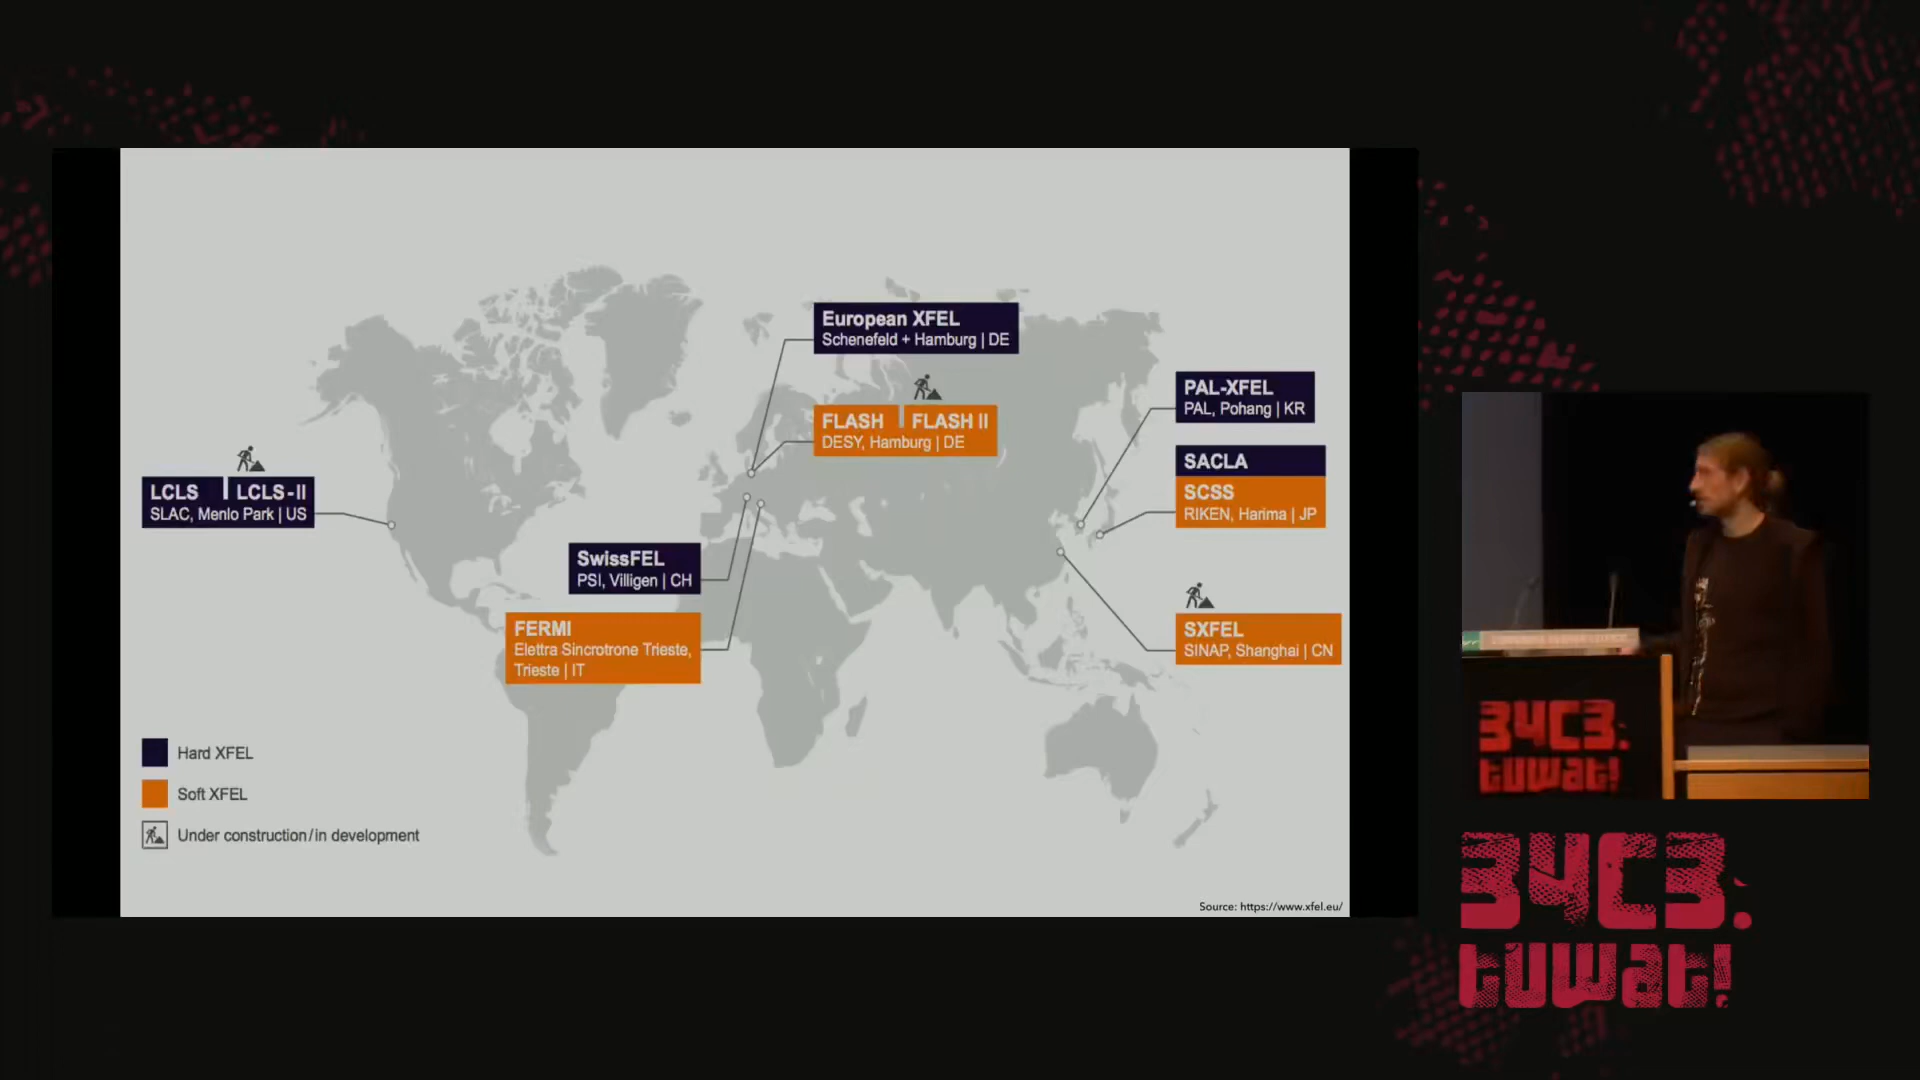 European XFEL
Schenefeld + Hamburg | DE
FLASH | FLASH II
DESY, Hamburg | DE
PAL-XFEL
PAL, Pohang | KR
SACLA
SCSS
RIKEN, Harima | JP
LCLS | LCLS-II
SLAC, Menlo Park | US
SwissFEL
PSI, Villigen | CH
FERMI
Elettra Sincrotrone Trieste,
Trieste | IT
SXFEL
SINAP, Shanghai | CN
Hard XFEL
Soft XFEL
Under construction/in development
Source: https://www.xfel.eu/
34C3.
tuwat!
34C3.
tuwat!